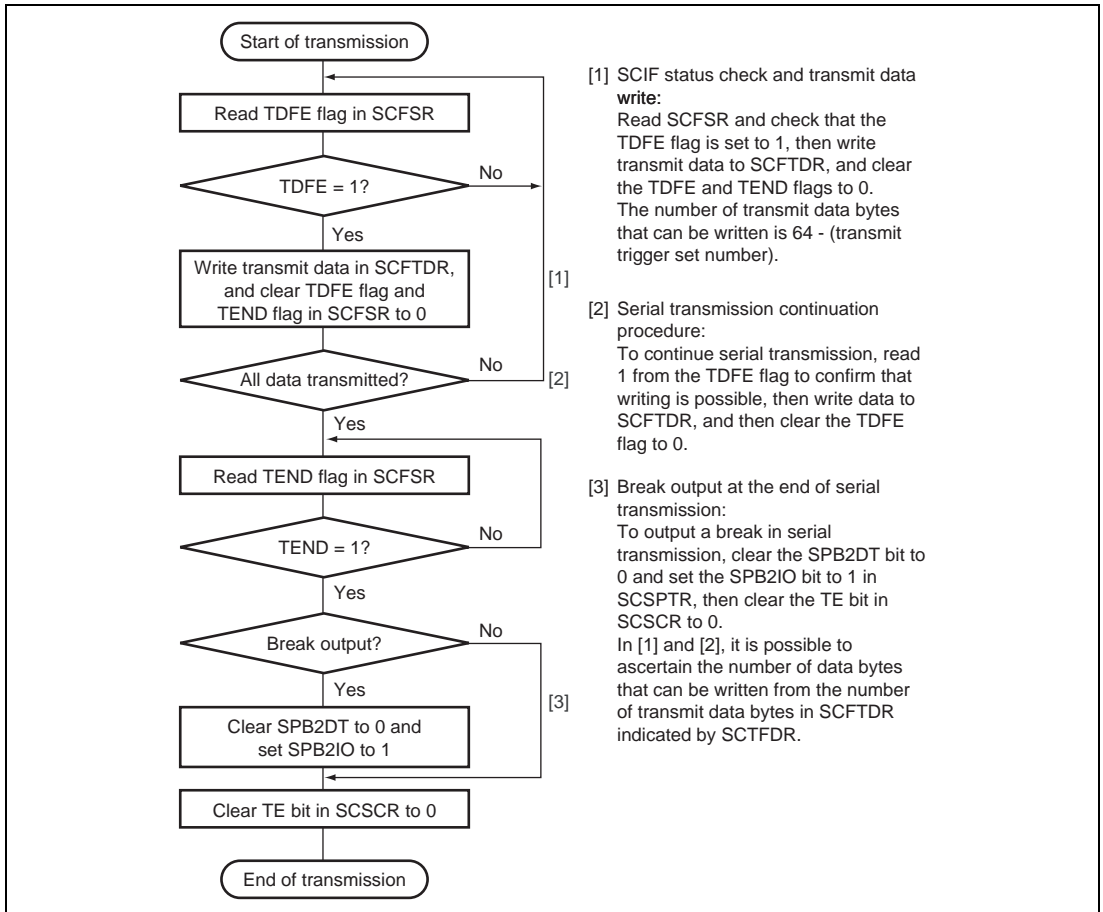 Start of transmission
Read TDFE flag in SCFSR
TDFE = 1?
No
Yes
Write transmit data in SCFTDR,
and clear TDFE flag and
TEND flag in SCFSR to 0
[1]
All data transmitted?
No
[2]
Yes
Read TEND flag in SCFSR
TEND = 1?
No
Yes
Break output?
No
Yes
[3]
Clear SPB2DT to 0 and
set SPB2IO to 1
Clear TE bit in SCSCR to 0
End of transmission
[1] SCIF status check and transmit data
write:
Read SCFSR and check that the
TDFE flag is set to 1, then write
transmit data to SCFTDR, and clear
the TDFE and TEND flags to 0.
The number of transmit data bytes
that can be written is 64 - (transmit
trigger set number).
[2] Serial transmission continuation
procedure:
To continue serial transmission, read
1 from the TDFE flag to confirm that
writing is possible, then write data to
SCFTDR, and then clear the TDFE
flag to 0.
[3] Break output at the end of serial
transmission:
To output a break in serial
transmission, clear the SPB2DT bit to
0 and set the SPB2IO bit to 1 in
SCSPTR, then clear the TE bit in
SCSCR to 0.
In [1] and [2], it is possible to
ascertain the number of data bytes
that can be written from the number
of transmit data bytes in SCFTDR
indicated by SCTFDR.